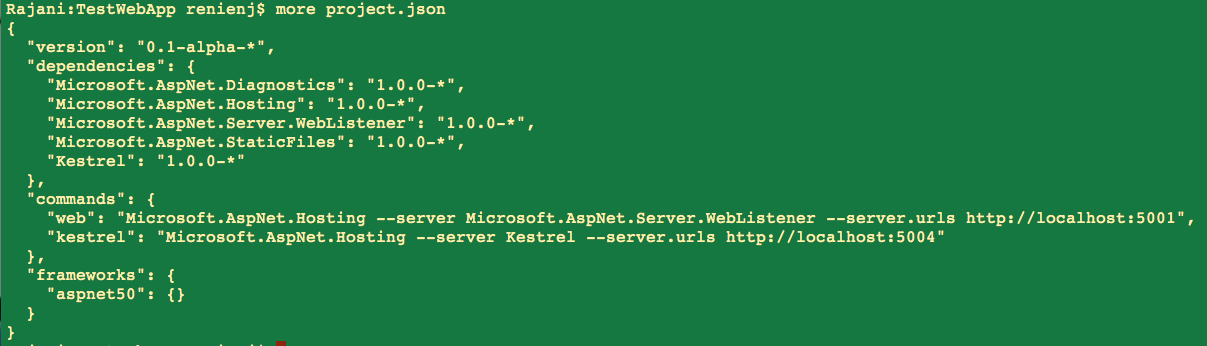 Rajani:TestWebApp renienj$ more project.json
{
  "version": "0.1-alpha-*",
  "dependencies": {
    "Microsoft.AspNet.Diagnostics": "1.0.0-*",
    "Microsoft.AspNet.Hosting": "1.0.0-*",
    "Microsoft.AspNet.Server.WebListener": "1.0.0-*",
    "Microsoft.AspNet.StaticFiles": "1.0.0-*",
    "Kestrel": "1.0.0-*"
  },
  "commands": {
    "web": "Microsoft.AspNet.Hosting --server Microsoft.AspNet.Server.WebListener --server.urls http://localhost:5001",
    "kestrel": "Microsoft.AspNet.Hosting --server Kestrel --server.urls http://localhost:5004"
  },
  "frameworks": {
    "aspnet50": {}
  }
}